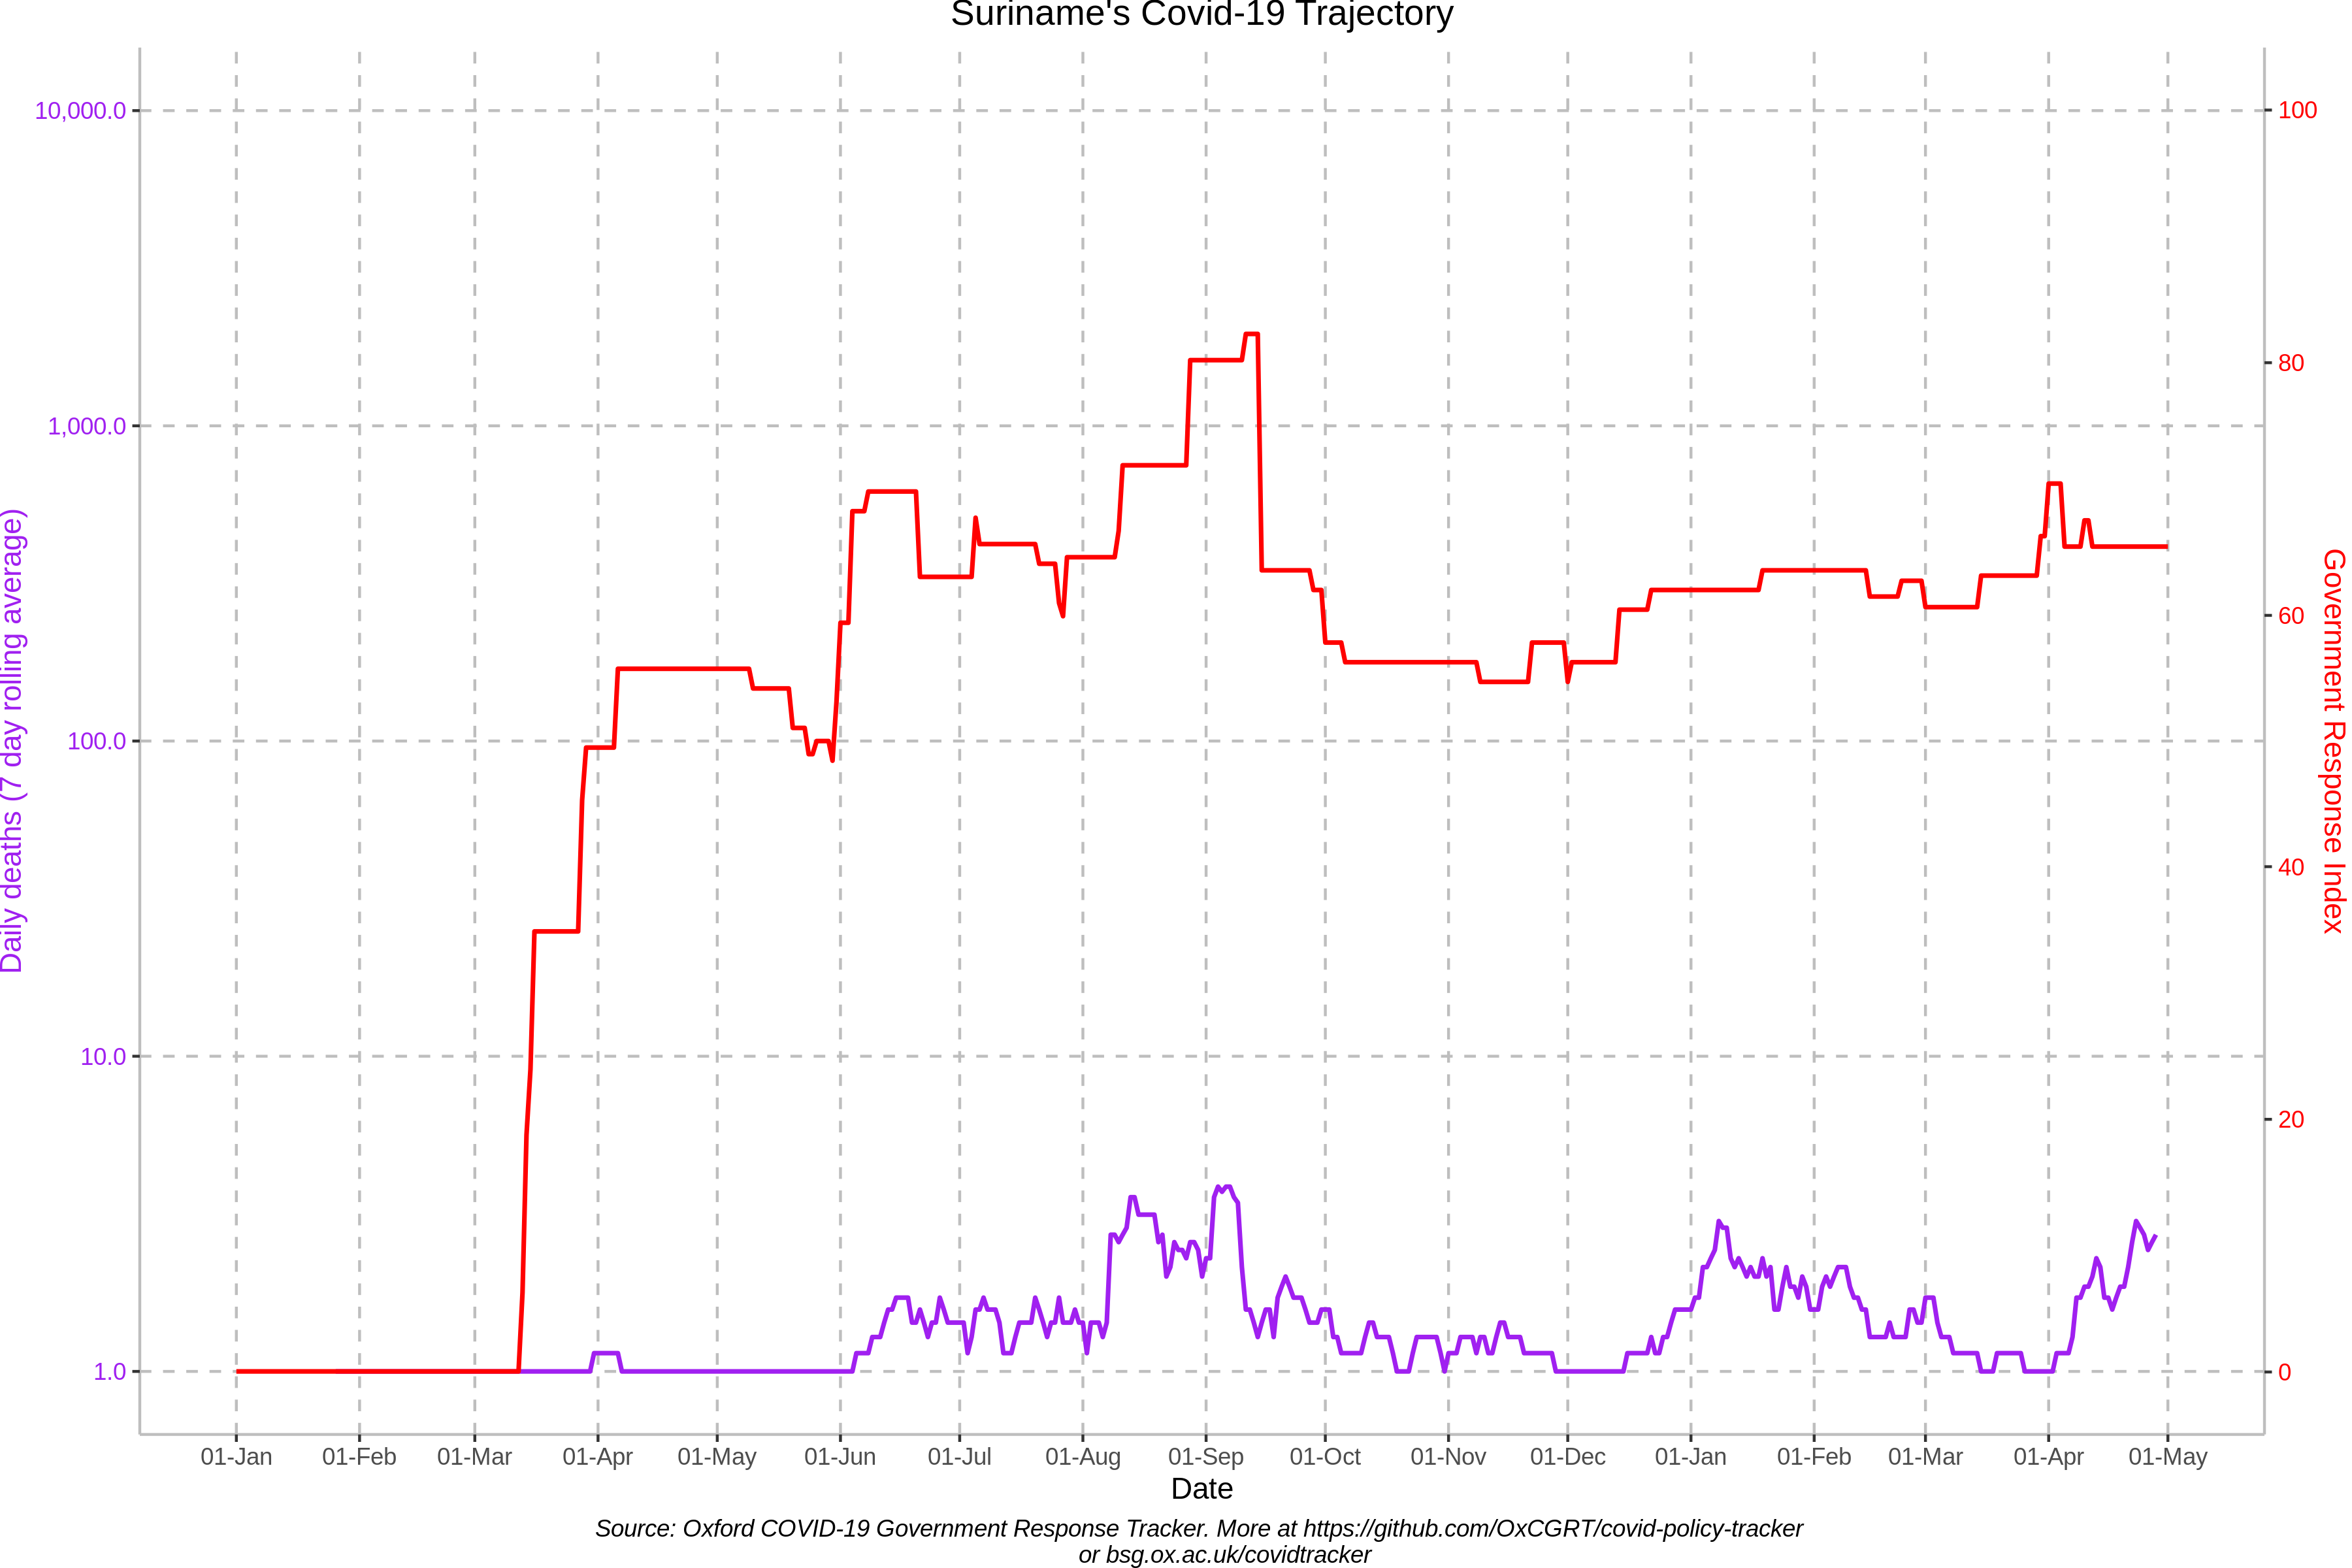 Suriname's Covid-19 Trajectory
10,000.0
1,000.0
100.0
10.0
1.0
Daily deaths (7 day rolling average)
100
80
60
40
20
0
Government Response Index
01-Jan
01-Feb
01-Mar
01-Apr
01-May
01-Jun
01-Jul
01-Aug
01-Sep
01-Oct
01-Nov
01-Dec
01-Jan
01-Feb
01-Mar
01-Apr
01-May
Date
Source: Oxford COVID-19 Government Response Tracker. More at https://github.com/OxCGRT/covid-policy-tracker
or bsg.ox.ac.uk/covidtracker